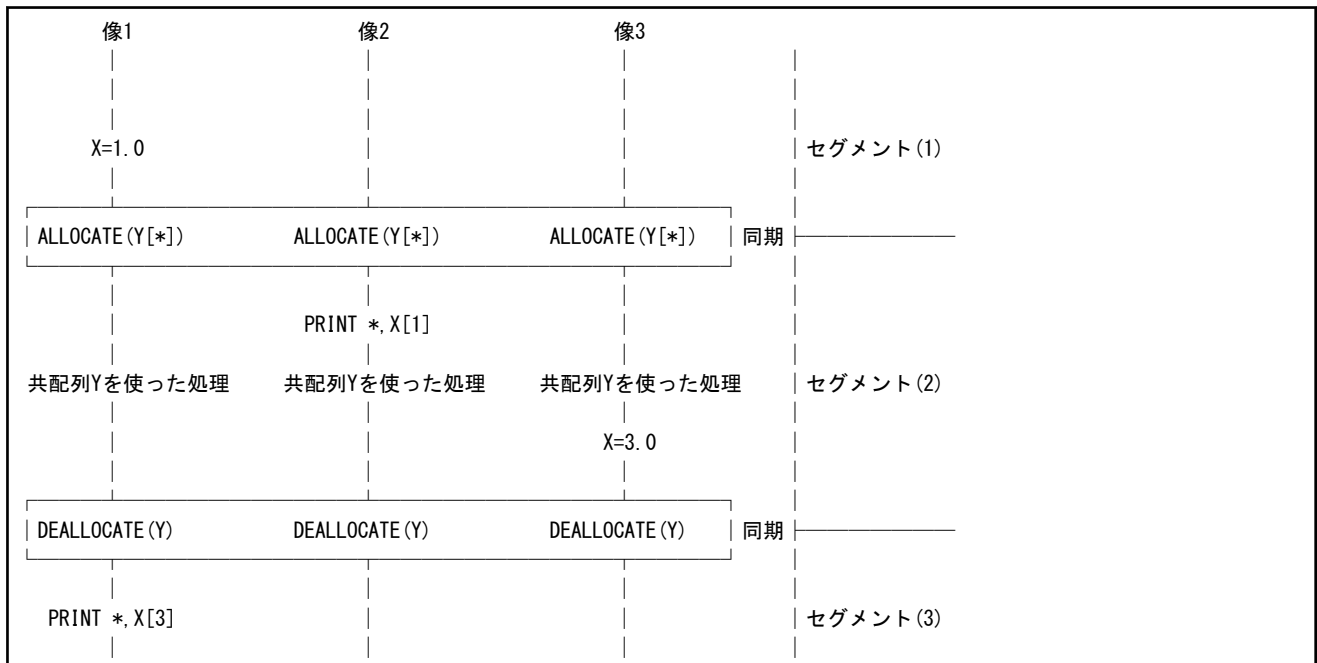 像1 像2 像3
X=1.0 セグメント(1)
ALLOCATE(Y[*]) ALLOCATE(Y[*]) ALLOCATE(Y[*]) 同期
PRINT *,X[1]
共配列Yを使った処理 共配列Yを使った処理 共配列Yを使った処理 セグメント(2)
X=3.0
DEALLOCATE(Y) DEALLOCATE(Y) DEALLOCATE(Y) 同期
PRINT *,X[3] セグメント(3)